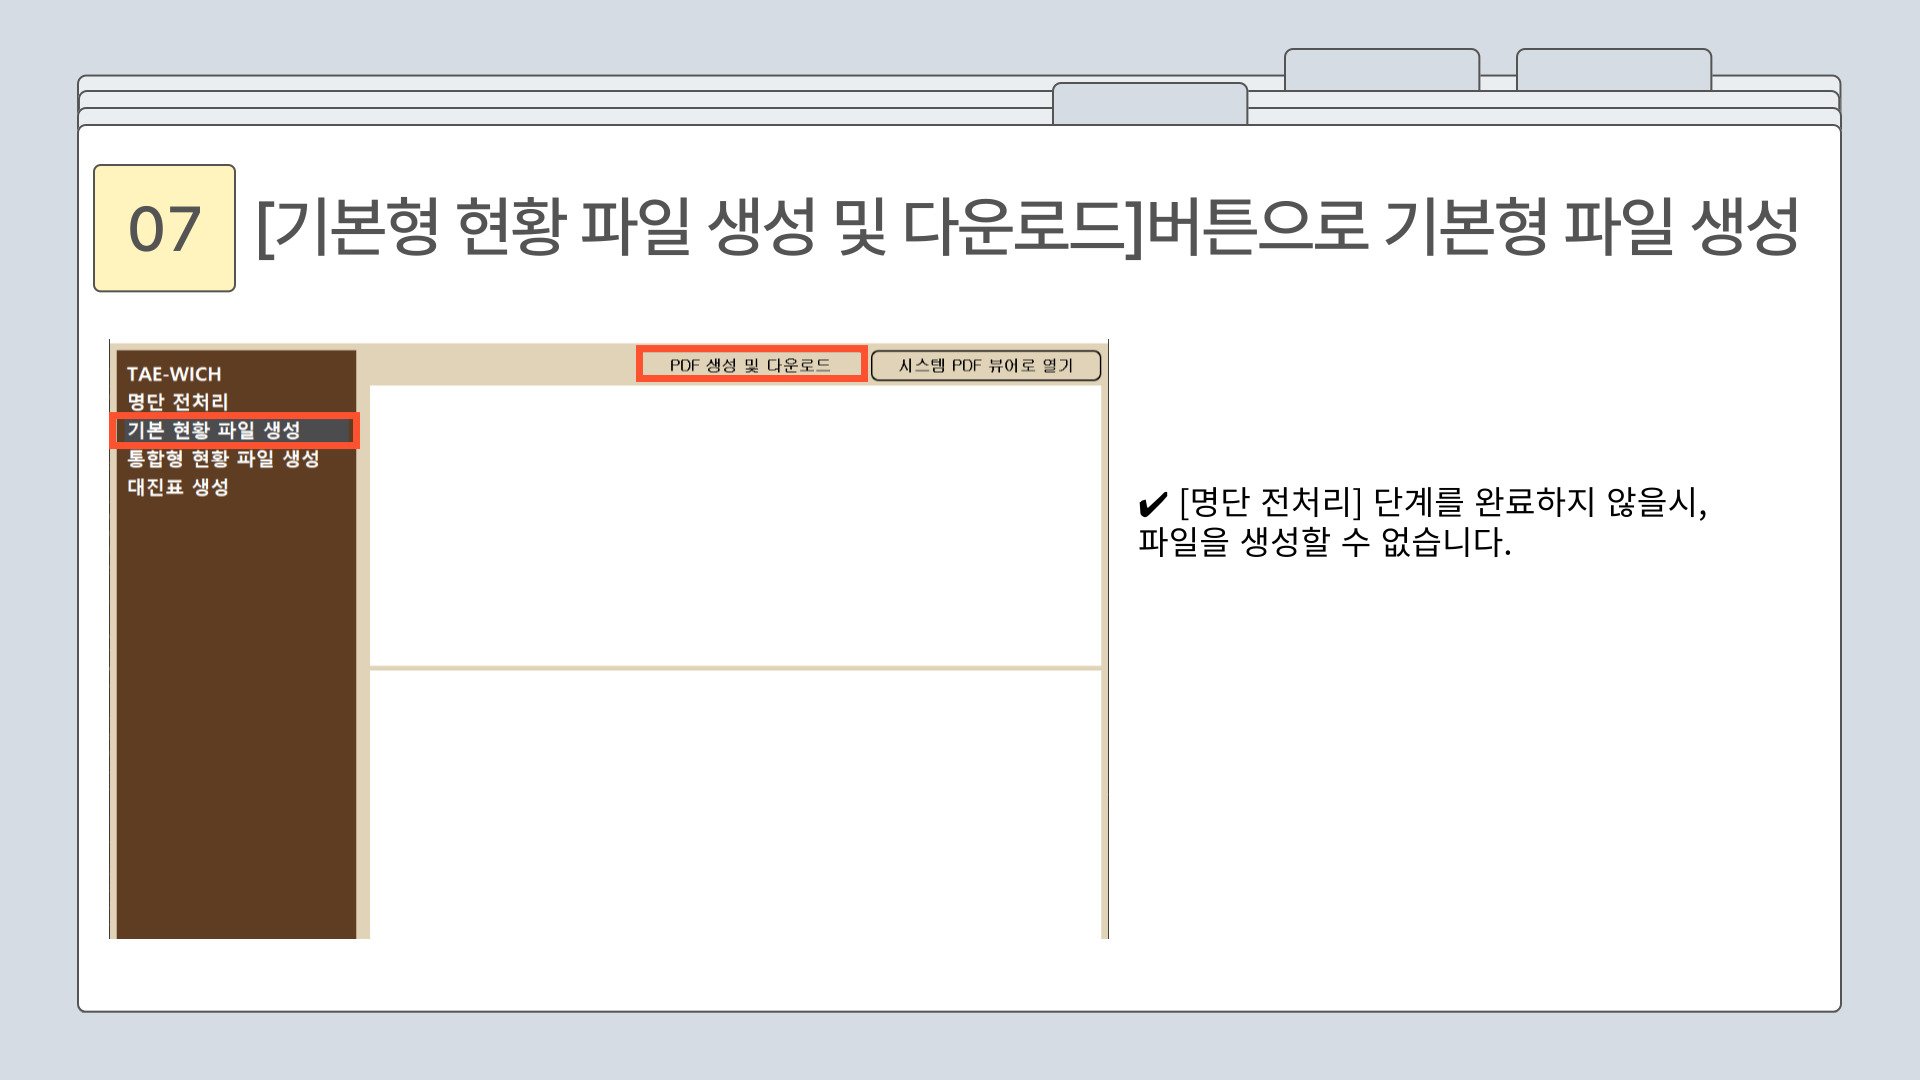 07
[기본형 현황 파일 생성 및 다운로드]버튼으로 기본형 파일 생성
PDF 생성 및 다운로드
시스템 PDF 뷰어로 열기
TAE-WICH
명단 전처리
기본 현황 파일 생성
통합형 현황 파일 생성
대진표 생성
✔ [명단 전처리] 단계를 완료하지 않을시,
파일을 생성할 수 없습니다.